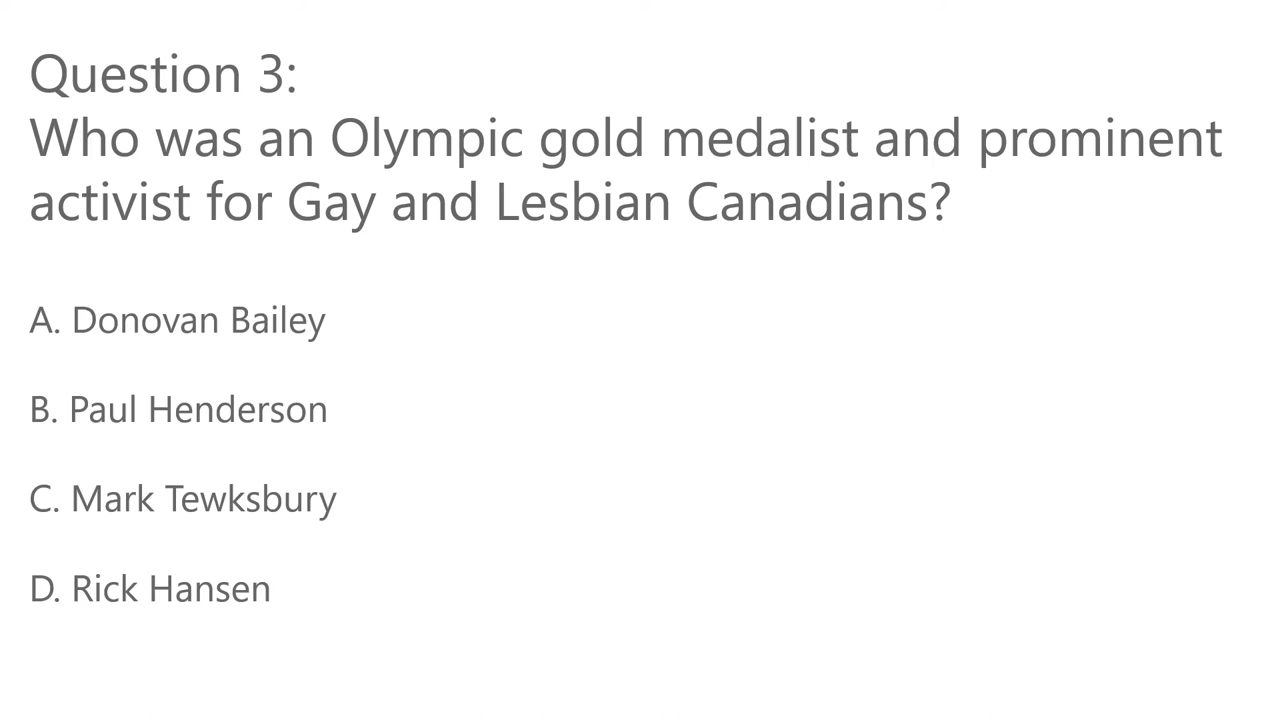 Question 3:
Who was an Olympic gold medalist and prominent
activist for Gay and Lesbian Canadians?
A. Donovan Bailey
B. Paul Henderson
C. Mark Tewksbury
D. Rick Hansen